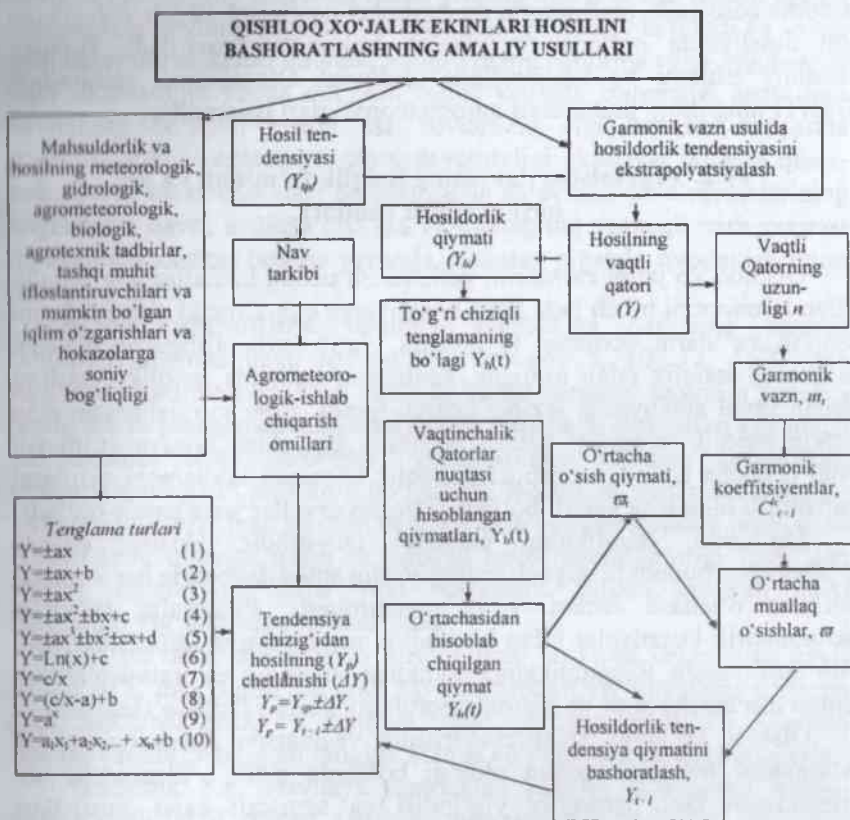 QISHLOQ XO‘JALIK EKINLARI HOSILINI
BASHORATLASHNING AMALIY USULLARI
Mahsuldorlik va
hosilning meteorologik,
gidrologik,
agrometeorologik,
biologik,
agrotexnik tadbirlar,
tashqi muhit
iflostantiruvchilari va
mumkin bo‘lgan
iqlim o‘zgarishlari va
hokazolarga
soniy
bog‘liqligi
Hosil ten-
densiyasi
Garmonik vazn usulida
hosildorlik tendensiyasini
ekstrapolyatsiyalash
Nav
tarkibi
Hosildorlik
qiymati
Hosilning
vaqtli
qatori
(Y)
Vaqtli
Qatorning
uzun-
ligi n
To‘g‘ri chiziqli
tenglamaning
bo‘lagi Yₕ(t)
Agrometeoro-
logik-ishlab
chiqarish
omillari
Garmonik
vazn, mₜ
Vaqtinchalik
Qatorlar
nuqtasi
uchun
hisoblangan
qiymatlari, Yₕ(t)
O‘rtacha
o‘sish qiymati,
ϖ
Garmonik
koeffitsiyentlar,
Tenglama turlari
Y=±ax (1)
Y=±ax+b (2)
Y=±ax² (3)
Y=±ax²±bx+c (4)
Y=±ax³±bx²±cx+d (5)
Y=Ln(x)+c (6)
Y=c/x (7)
Y=(c/x-a)+b (8)
Y=aˣ (9)
Y=a₁x₁+a₂x₂,...+ .xₙ+b (10)
Tendensiya
chizig‘idan
hosilning (Yₚ)
chetlanishi (ΔY)
O‘rtachasidan
hisoblab
chiqilgan
qiymat
Yₕ(t)
O‘rtacha
muallaq
o‘sishlar, ϖ
Hosildorlik ten-
densiya qiymatini
bashoratlash,